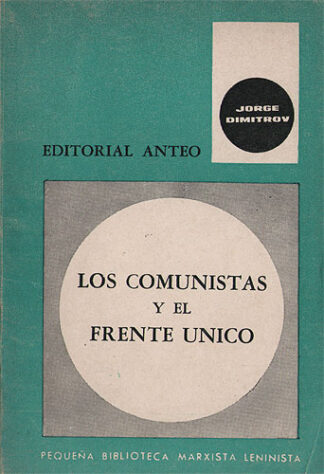 JORGE
DIMITROV
EDITORIAL ANTEO
LOS COMUNISTAS
Y EL
FRENTE UNICO
PEQUEÑA BIBLIOTECA MARXISTA LENINISTA